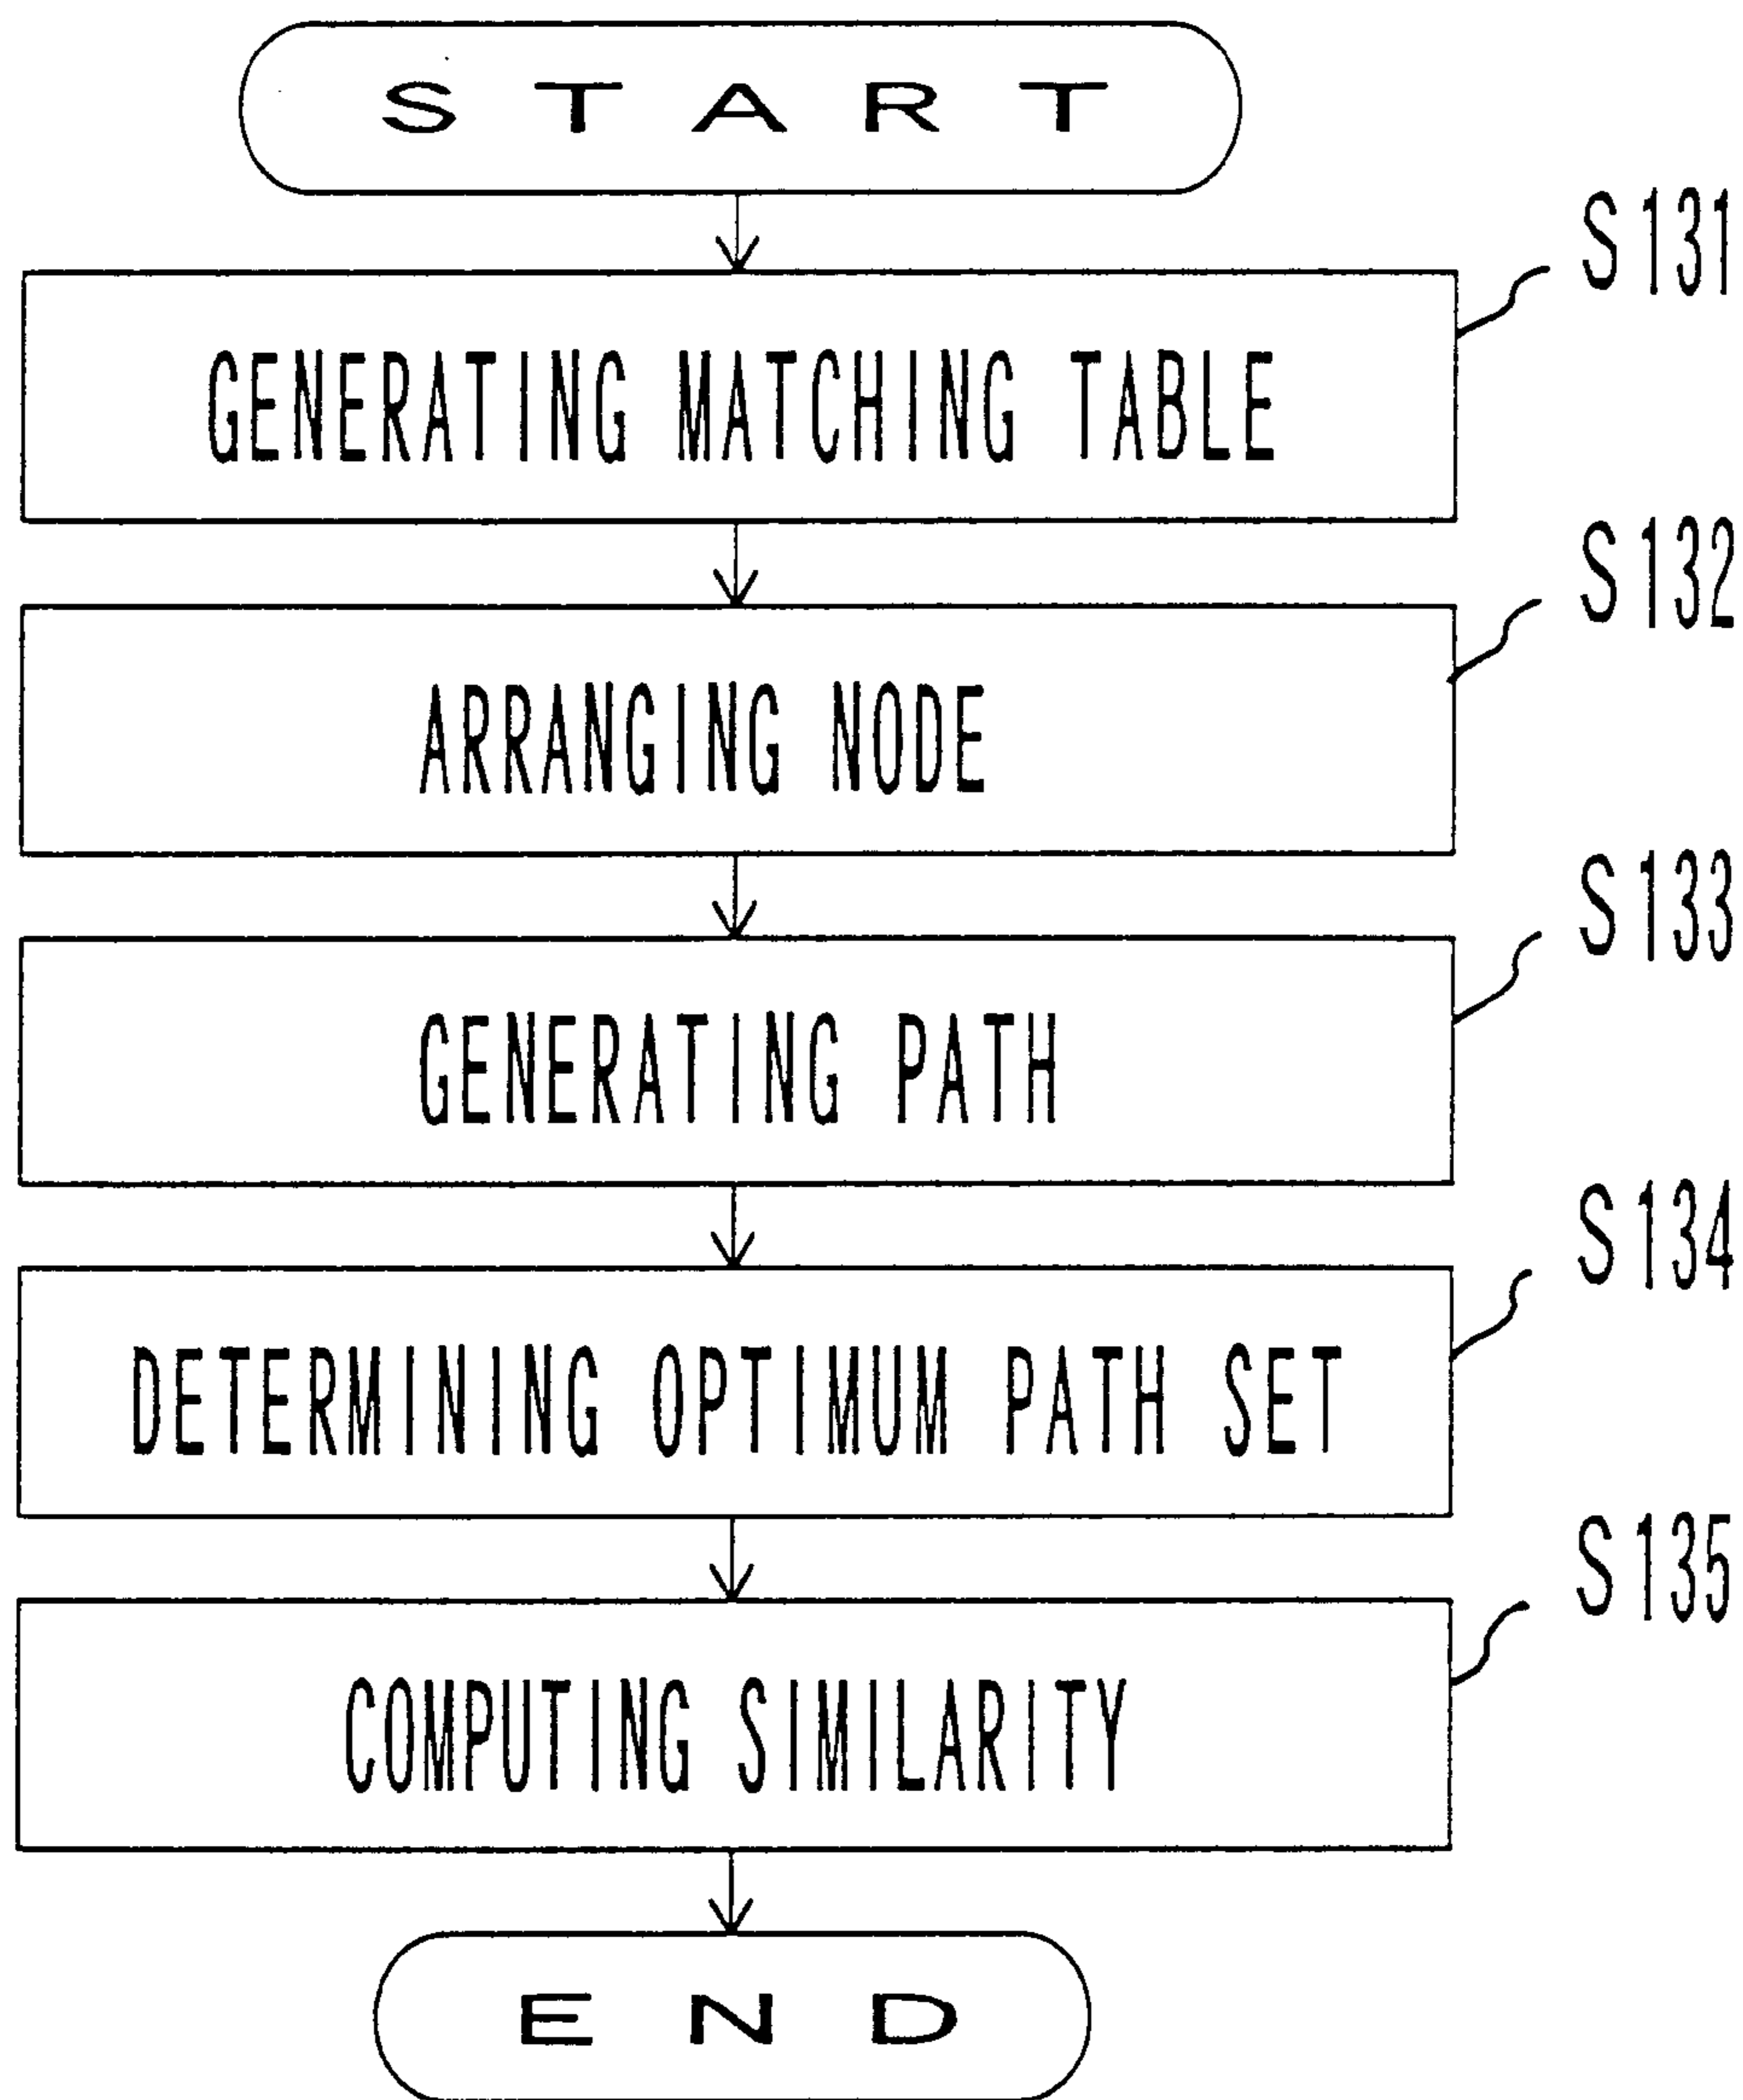 START
S131
GENERATING MATCHING TABLE
S132
ARRANGING NODE
S133
GENERATING PATH
S134
DETERMINING OPTIMUM PATH SET
S135
COMPUTING SIMILARITY
END